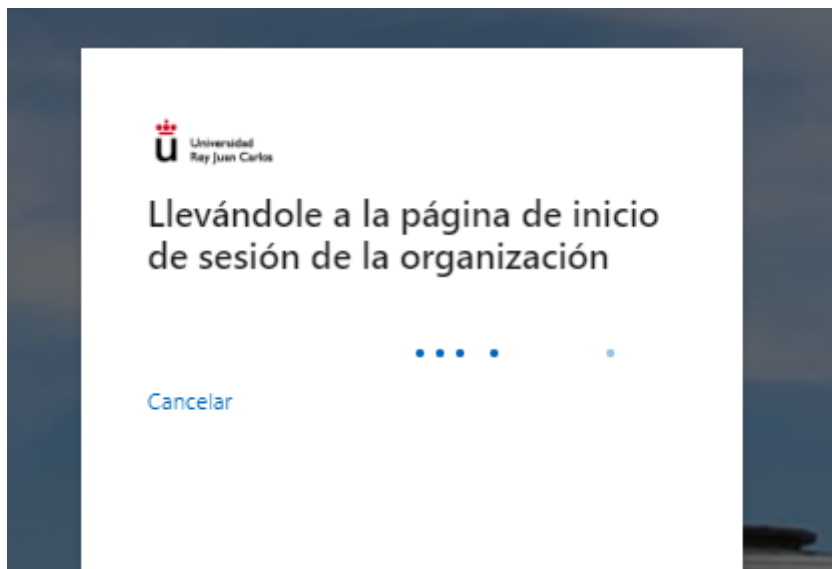 Universidad
Rey Juan Carlos
Llevándole a la página de inicio
de sesión de la organización
Cancelar